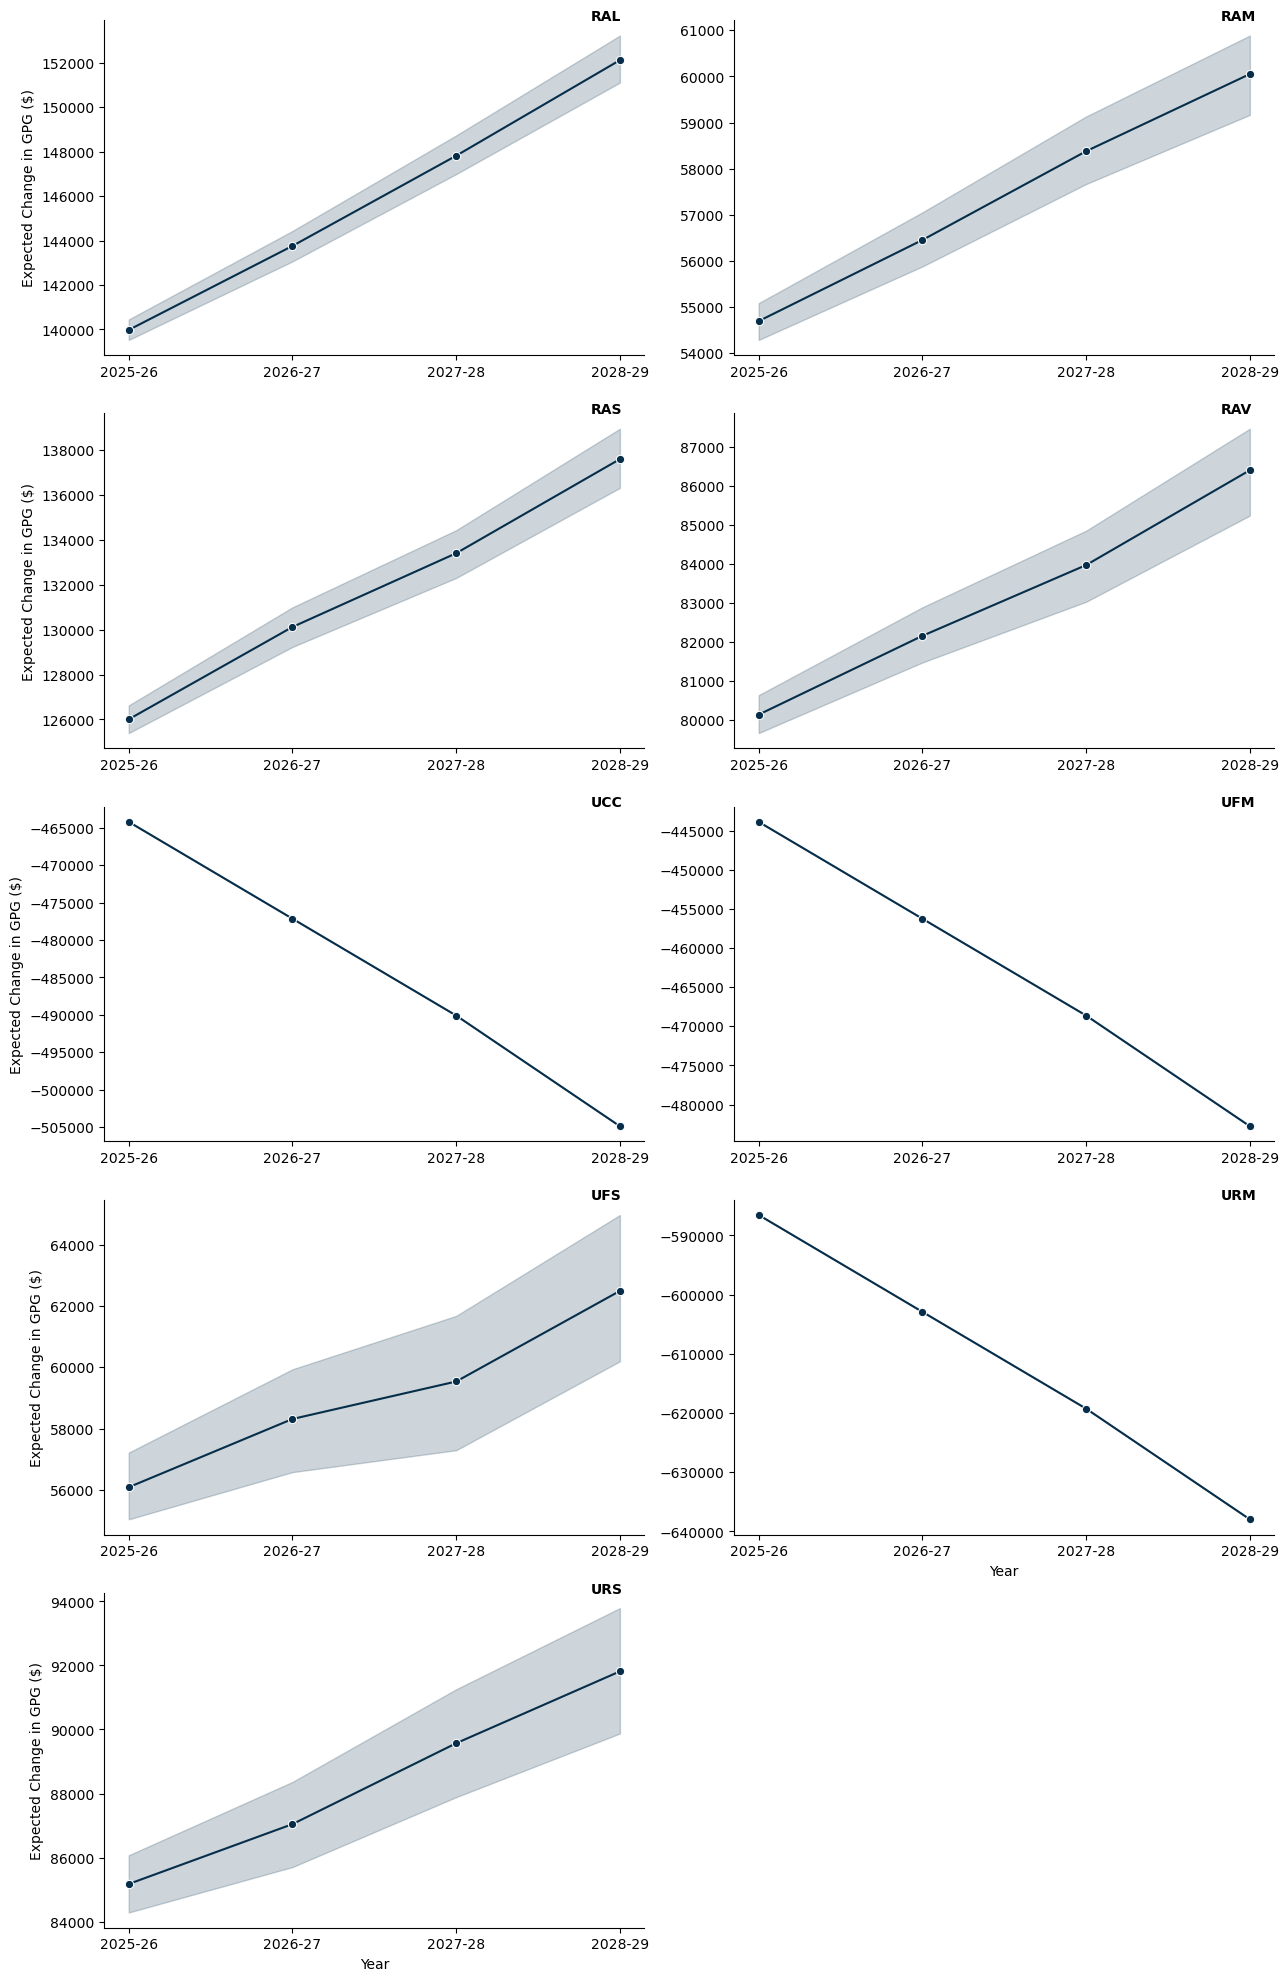 RAL
Expected Change in GPG ($)
152000
150000
148000
146000
144000
142000
140000
2025-26 2026-27 2027-28 2028-29
RAM
61000
60000
59000
58000
57000
56000
55000
54000
2025-26 2026-27 2027-28 2028-29
RAS
Expected Change in GPG ($)
138000
136000
134000
132000
130000
128000
126000
2025-26 2026-27 2027-28 2028-29
RAV
87000
86000
85000
84000
83000
82000
81000
80000
2025-26 2026-27 2027-28 2028-29
UCC
Expected Change in GPG ($)
−465000
−470000
−475000
−480000
−485000
−490000
−495000
−500000
−505000
2025-26 2026-27 2027-28 2028-29
UFM
−445000
−450000
−455000
−460000
−465000
−470000
−475000
−480000
2025-26 2026-27 2027-28 2028-29
UFS
Expected Change in GPG ($)
64000
62000
60000
58000
56000
2025-26 2026-27 2027-28 2028-29
URM
−590000
−600000
−610000
−620000
−630000
−640000
2025-26 2026-27 2027-28 2028-29
Year
URS
Expected Change in GPG ($)
94000
92000
90000
88000
86000
84000
2025-26 2026-27 2027-28 2028-29
Year